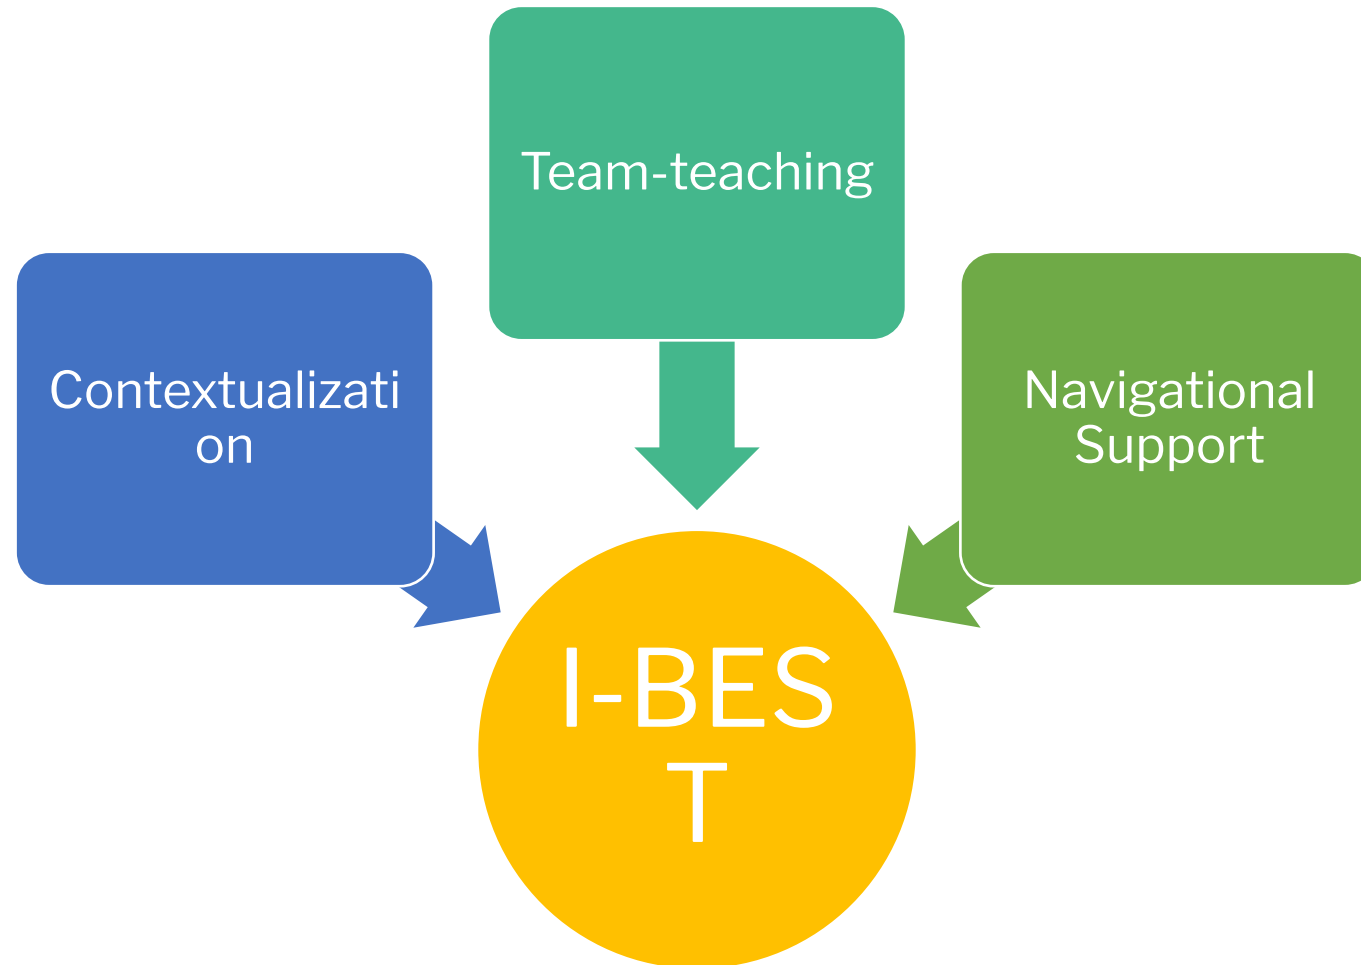 Team-teaching
Contextualizati
on
Navigational
Support
I-BES
T